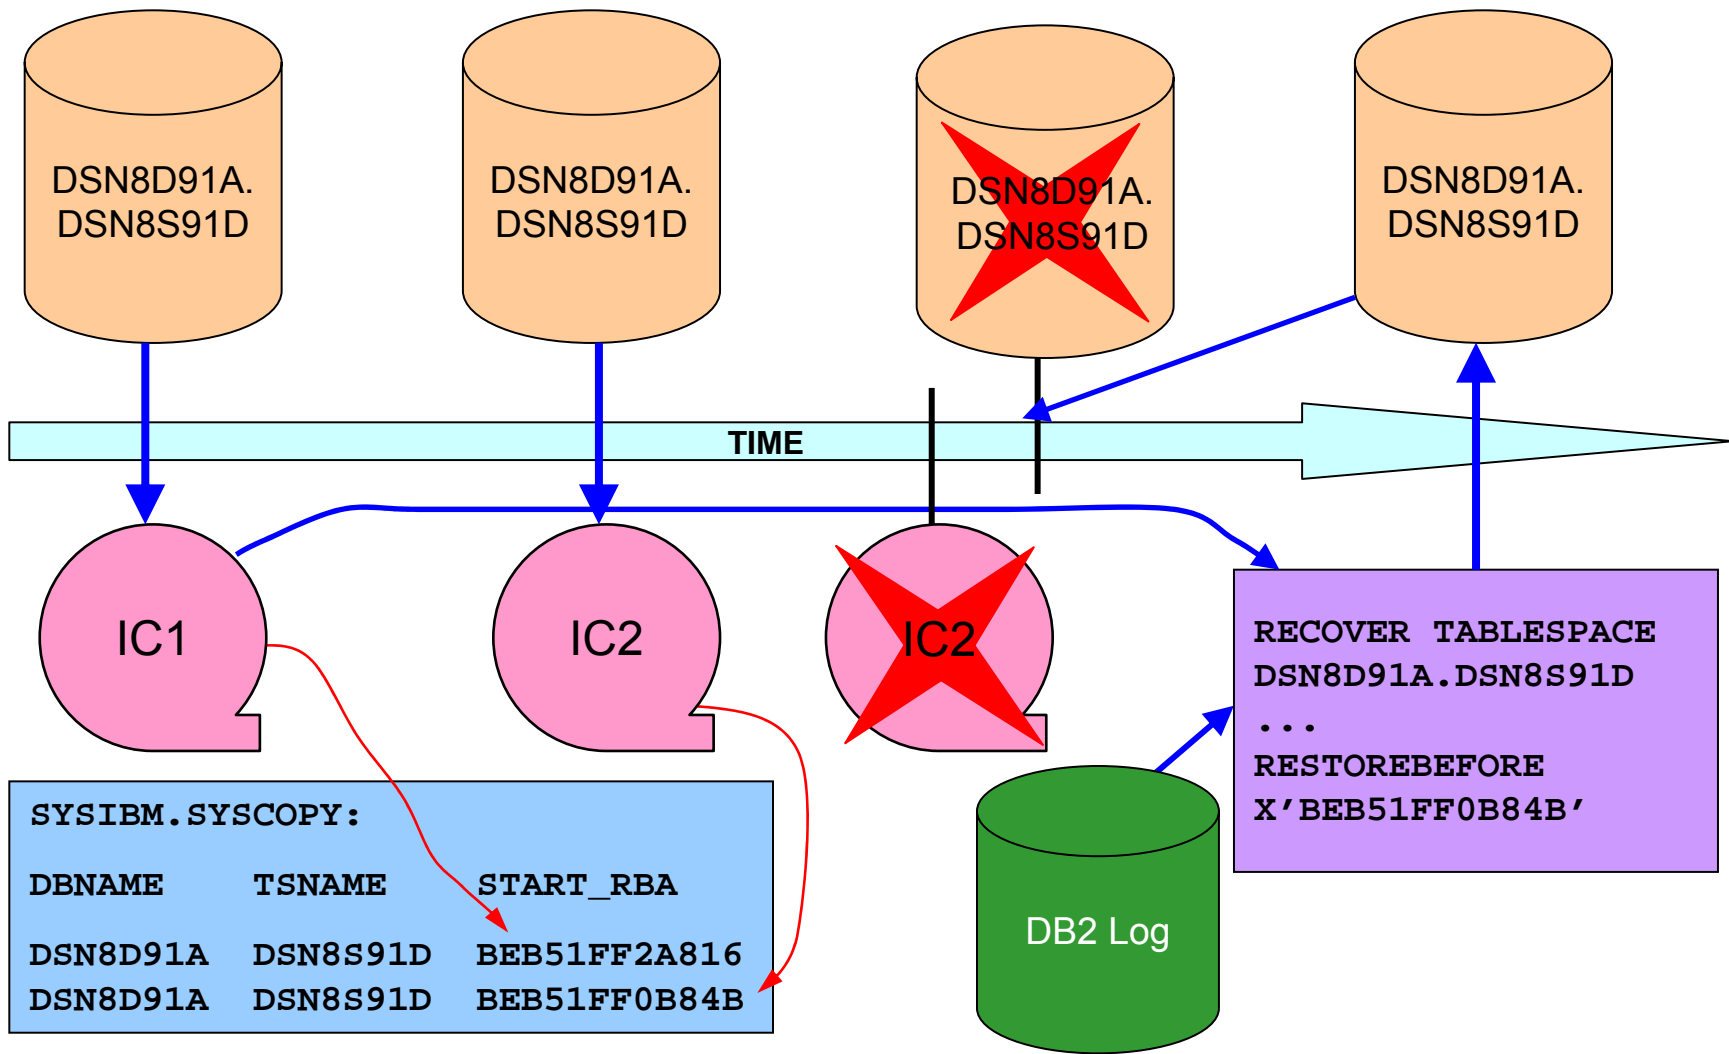 DSN8D91A.
DSN8S91D
DSN8D91A.
DSN8S91D
DSN8D91A.
DSN8S91D
DSN8D91A.
DSN8S91D
TIME
IC1
IC2
IC2
RECOVER TABLESPACE
DSN8D91A.DSN8S91D
...
RESTOREBEFORE
X’BEB51FF0B84B’
SYSIBM.SYSCOPY:
DBNAME TSNAME START_RBA
DSN8D91A DSN8S91D BEB51FF2A816
DSN8D91A DSN8S91D BEB51FF0B84B
DB2 Log